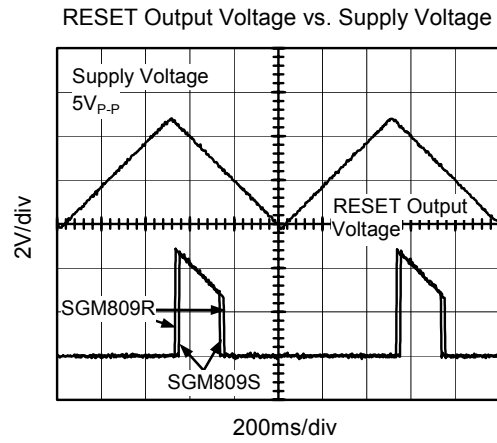 RESET Output Voltage vs. Supply Voltage
Supply Voltage
5VP-P
2V/div
RESET Output
Voltage
SGM809R
SGM809S
200ms/div